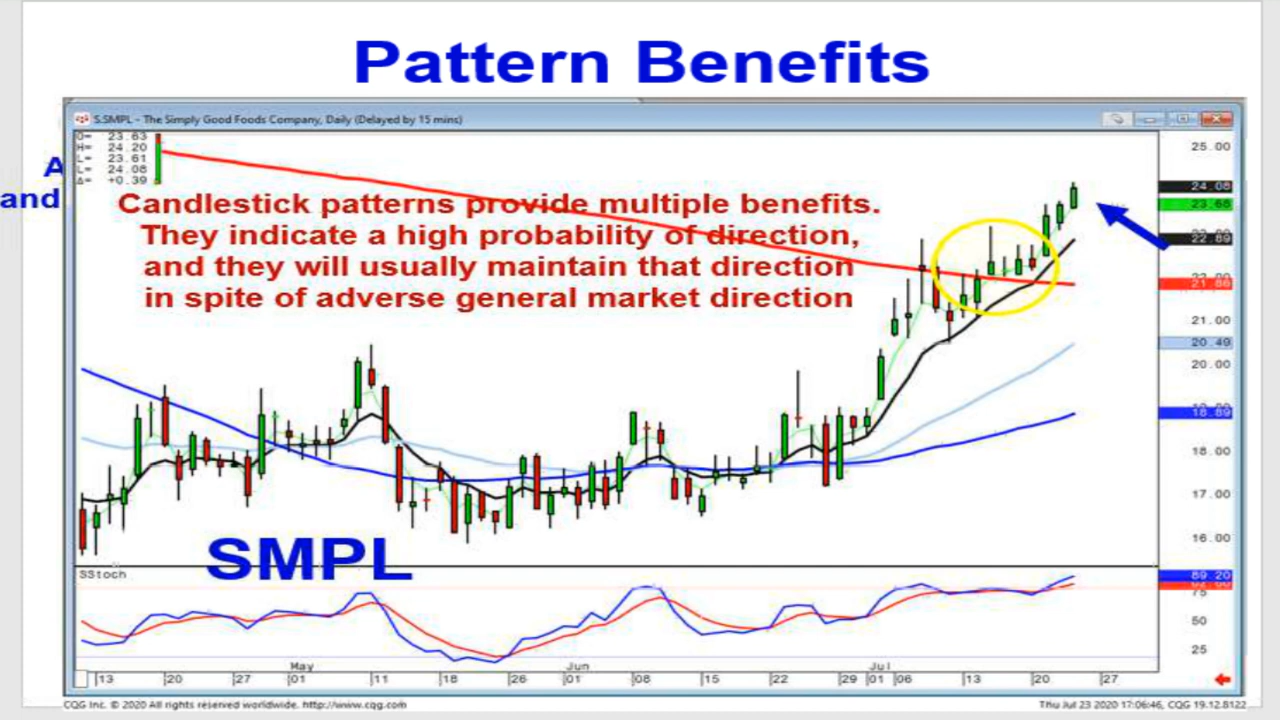 Pattern Benefits
S.SMPL - The Simply Good Foods Company, Daily (Delayed by 15 mins)
A
and
O= 23.63
H= 24.20
L= 23.61
L= 24.08
Δ= +0.39
Candlestick patterns provide multiple benefits.
They indicate a high probability of direction,
and they will usually maintain that direction
in spite of adverse general market direction
25.00
24.08
23.66
22.89
21.86
21.00
20.49
20.00
18.89
18.00
17.00
16.00
SMPL
SStoch
89.20
75
50
25
May Jun Jul
13 20 27 01 11 18 26 01 08 15 22 29 01 06 13 20 27
CQG Inc. © 2020 All rights reserved worldwide. http://www.cqg.com
Thu Jul 23 2020 17:06:46, CQG 19.12.8122